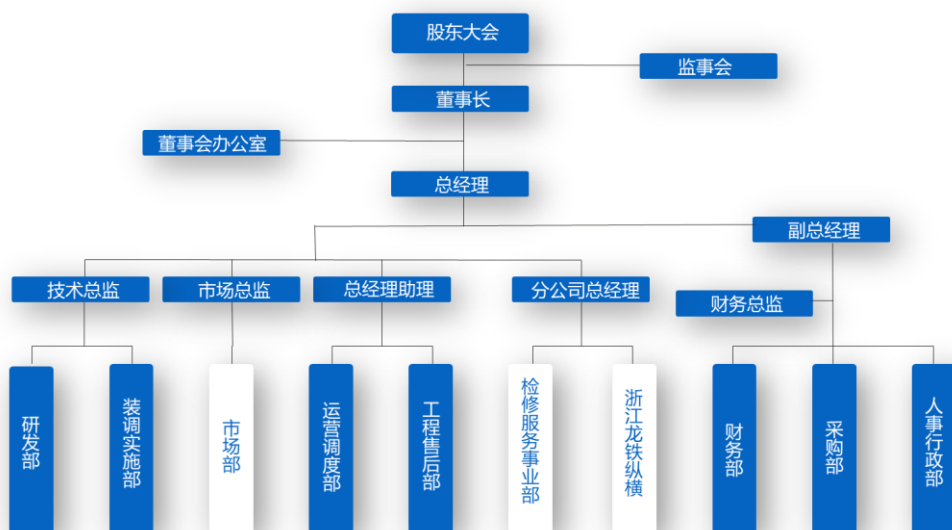 股东大会
监事会
董事长
董事会办公室
总经理
副总经理
技术总监
市场总监
总经理助理
分公司总经理
财务总监
研发部
装调实施部
市场部
运营调度部
工程售后部
检修服务事业部
浙江龙铁纵横
财务部
采购部
人事行政部